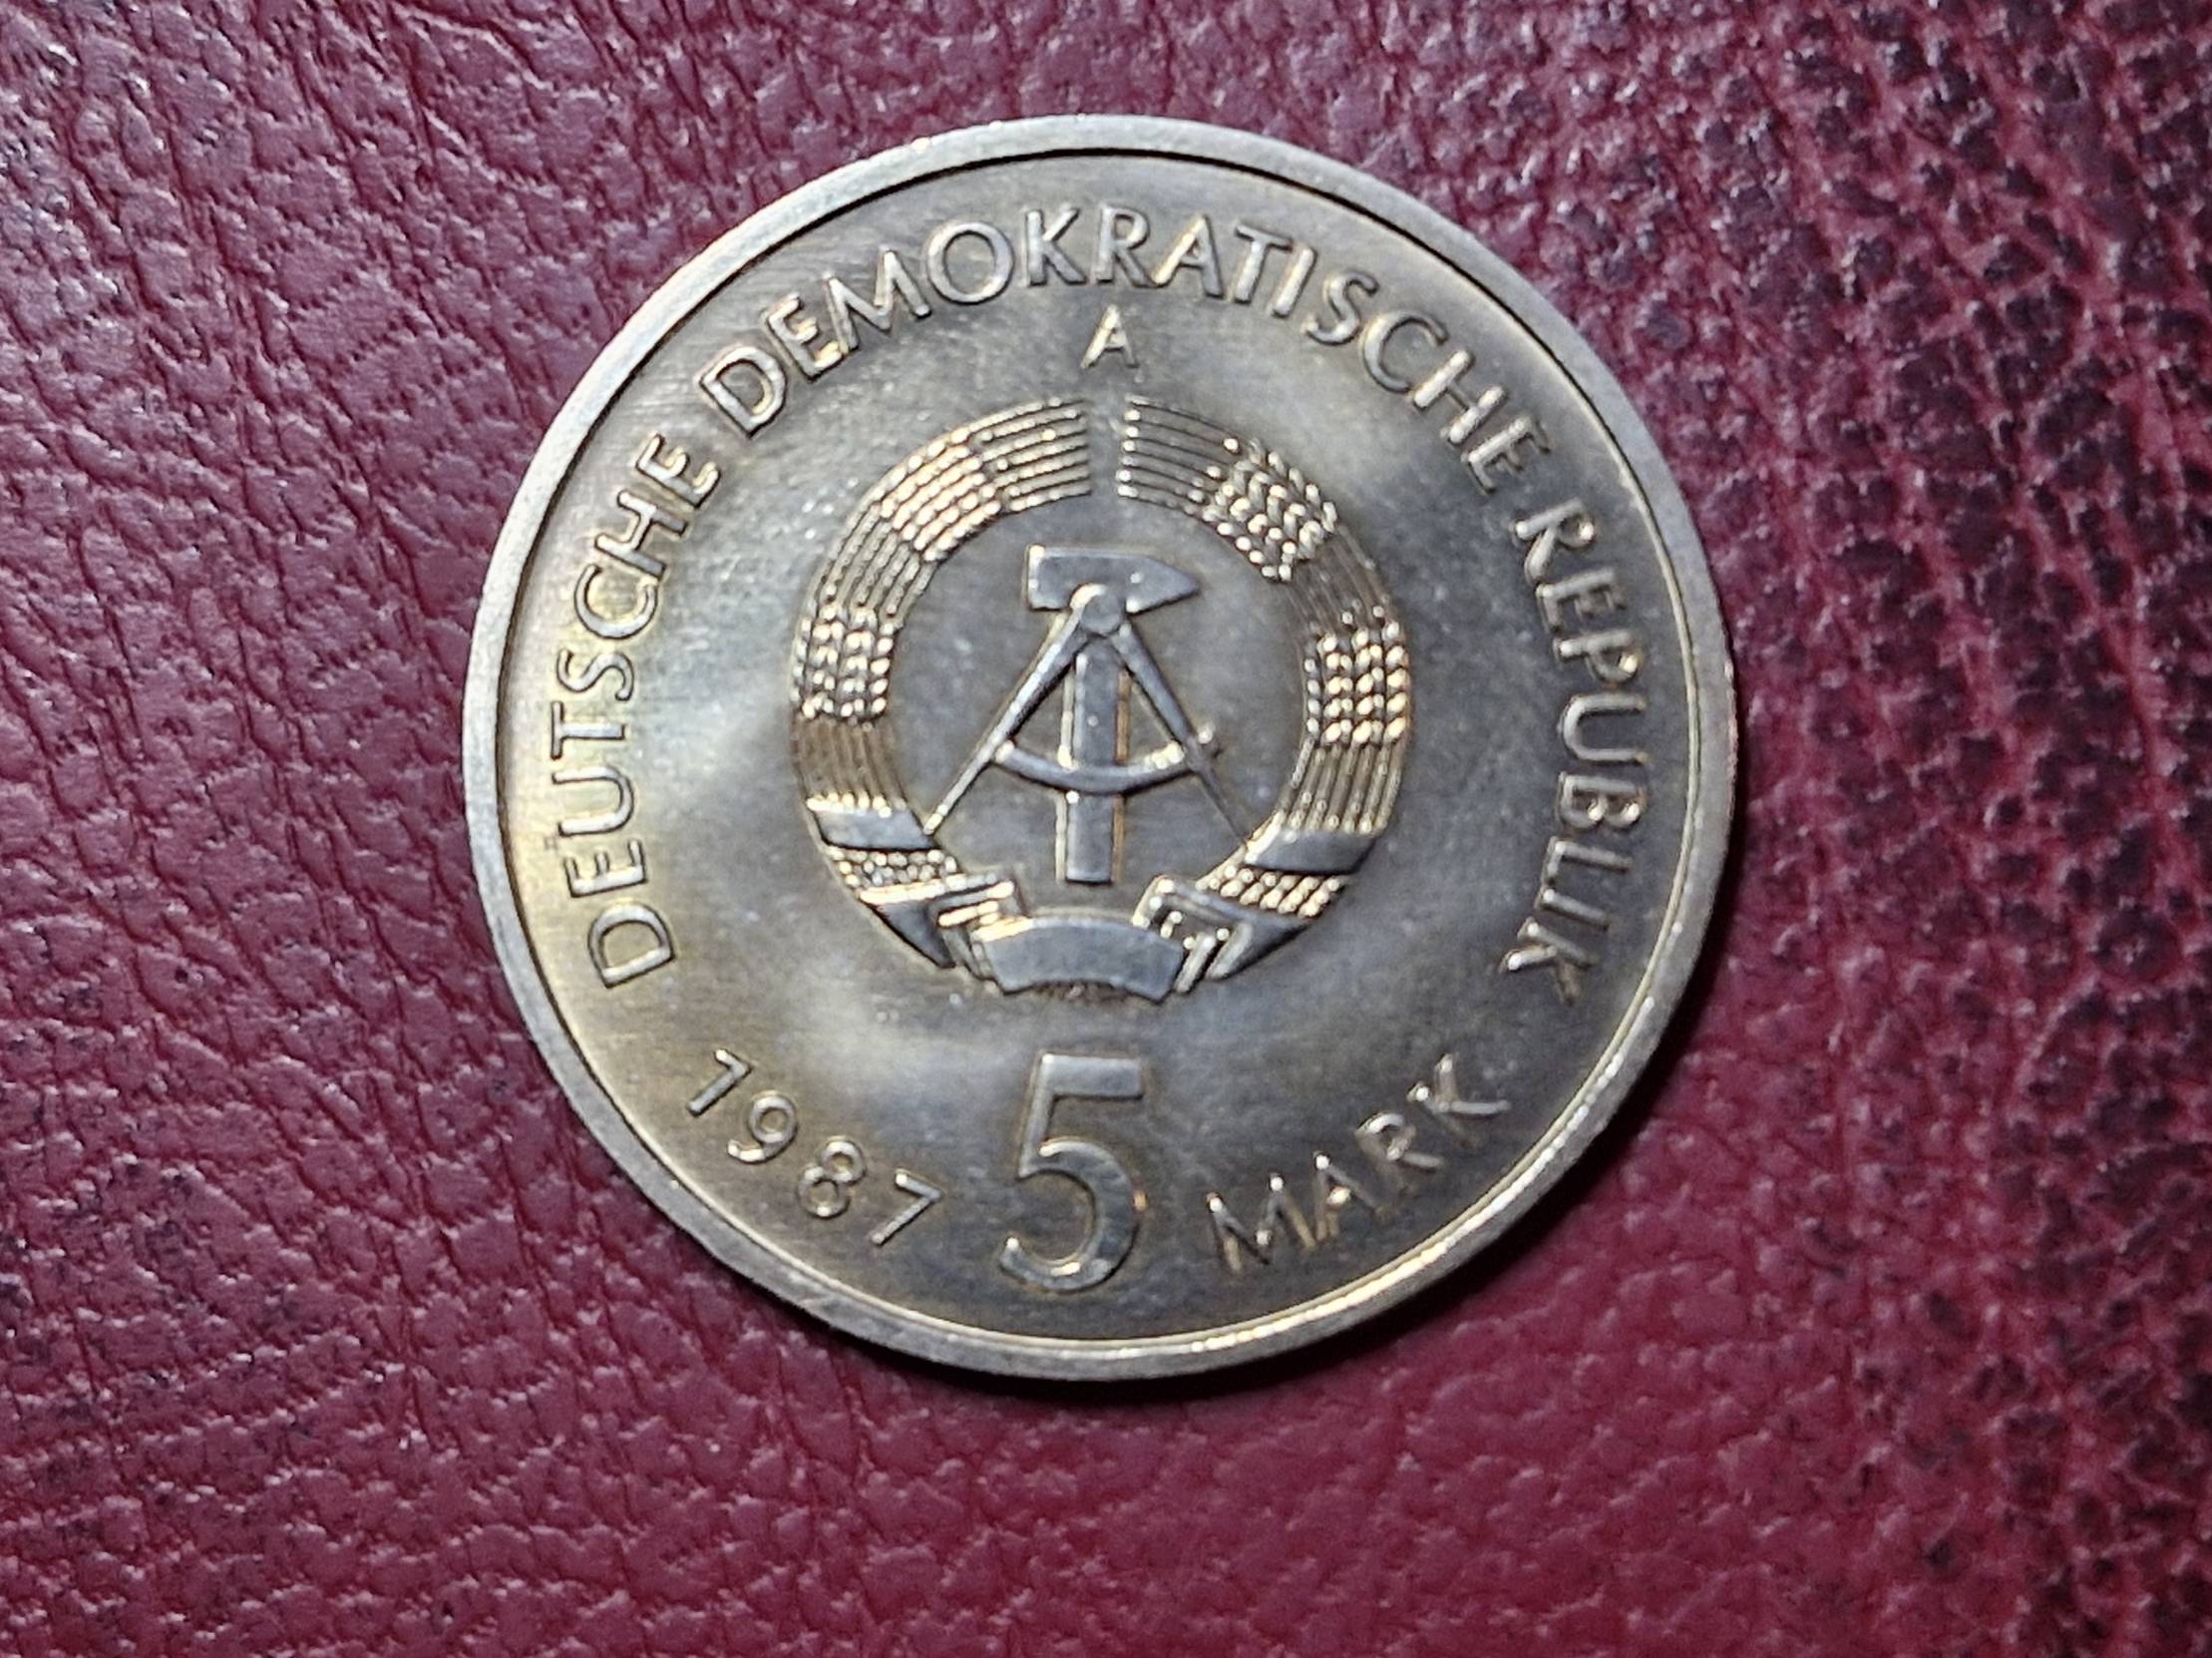 DEUTSCHE DEMOKRATISCHE REPUBLIK
A
1987 5 MARK